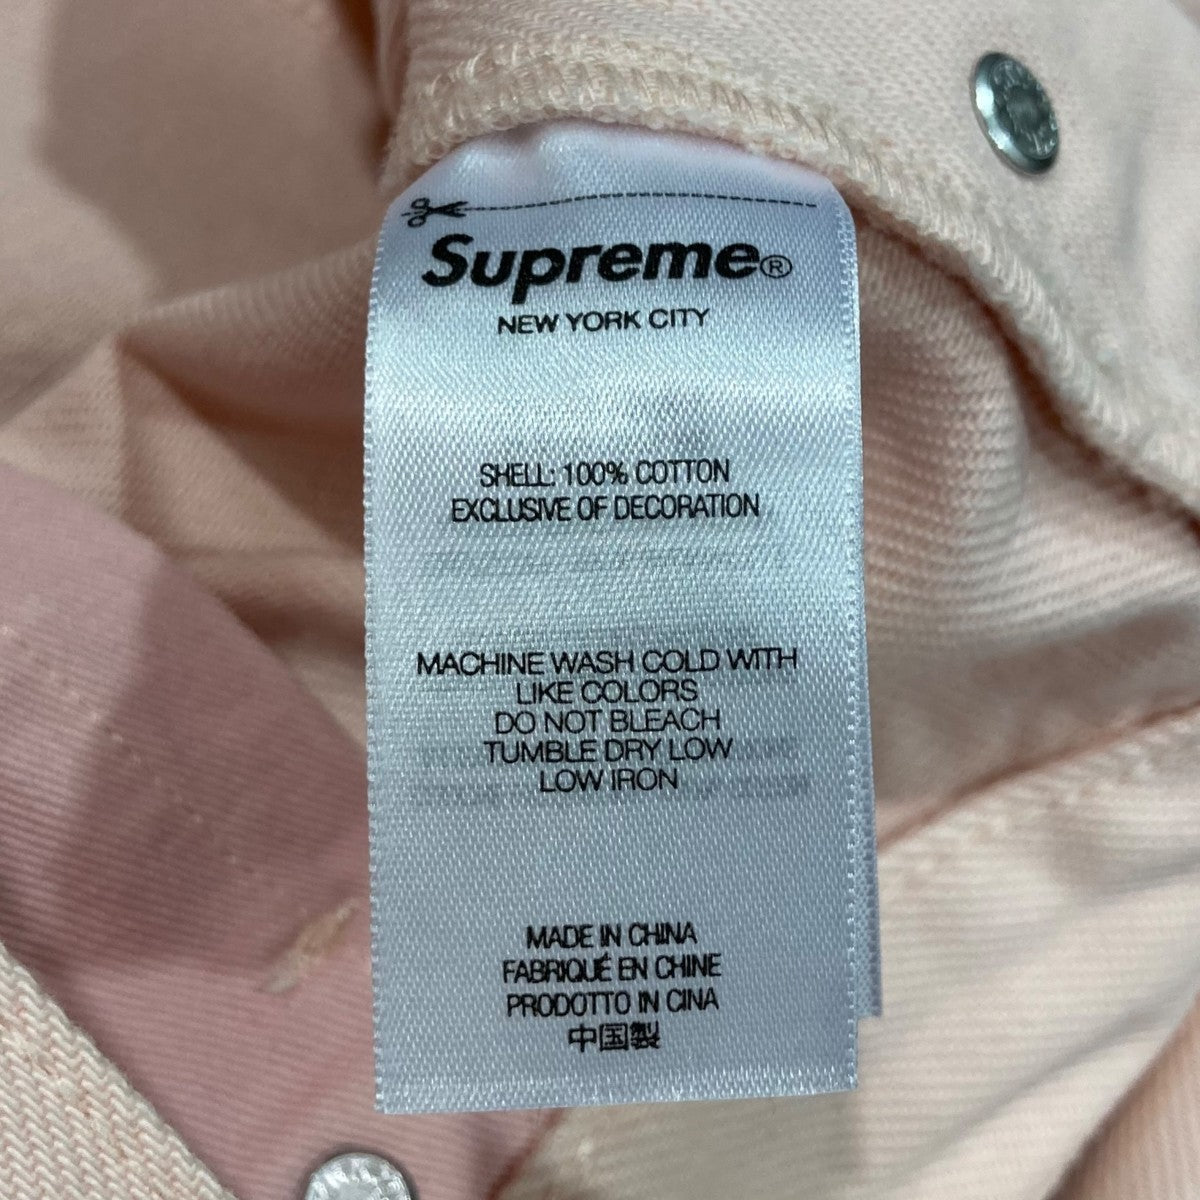 Supreme®
NEW YORK CITY
SHELL: 100% COTTON
EXCLUSIVE OF DECORATION
MACHINE WASH COLD WITH
LIKE COLORS
DO NOT BLEACH
TUMBLE DRY LOW
LOW IRON
MADE IN CHINA
FABRIQUÉ EN CHINE
PRODOTTO IN CINA
中国製